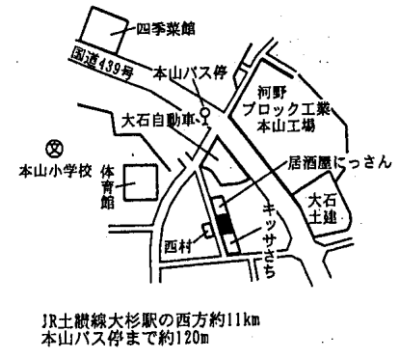 四季菜館
国道439号
本山バス停
大石自動車
河野
ブロック工業
本山工場
文
本山小学校
体育館
居酒屋にっさん
大石
土建
キッサさち
西村
JR土讃線大杉駅の西方約11km
本山バス停まで約120m